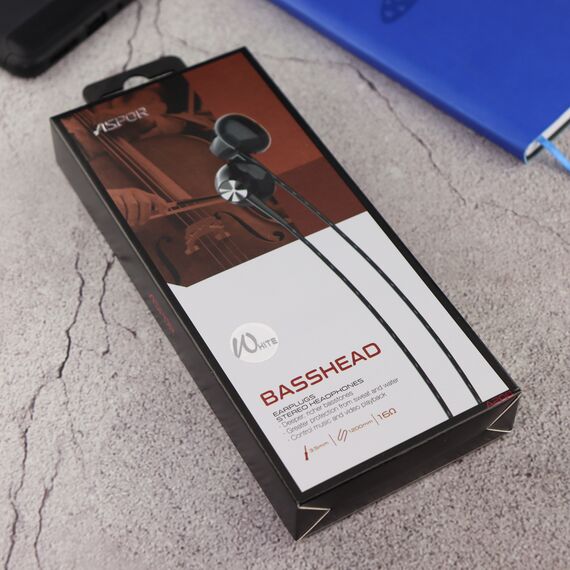 ASPOR
White
BASSHEAD
EARPLUGS
STEREO HEADPHONES
- Deeper, richer basstones
- Greater protection from sweat and water
- Control music and video playback
3.5mm | 1200mm | 16Ω
ASPOR